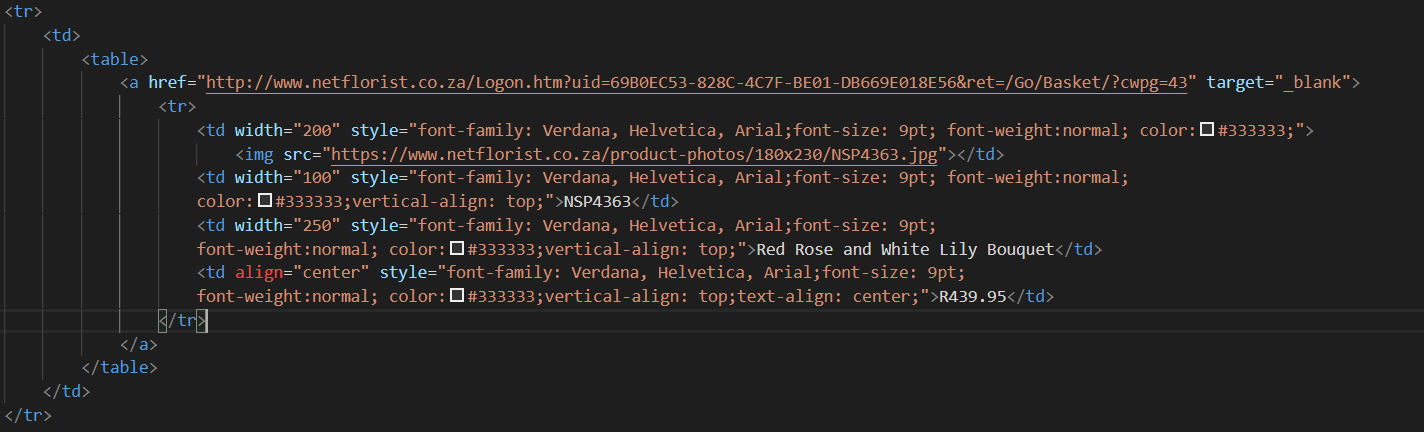 <tr>
<td>
<table>
<a href="http://www.netflorist.co.za/Logon.htm?uid=69B0EC53-828C-4C7F-BE01-DB669E018E56&ret=/Go/Basket/?cwpg=43" target="_blank">
<tr>
<td width="200" style="font-family: Verdana, Helvetica, Arial;font-size: 9pt; font-weight:normal; color:#333333;">
<img src="https://www.netflorist.co.za/product-photos/180x230/NSP4363.jpg"></td>
<td width="100" style="font-family: Verdana, Helvetica, Arial;font-size: 9pt; font-weight:normal;
color:#333333;vertical-align: top;">NSP4363</td>
<td width="250" style="font-family: Verdana, Helvetica, Arial;font-size: 9pt;
font-weight:normal; color:#333333;vertical-align: top;">Red Rose and White Lily Bouquet</td>
<td align="center" style="font-family: Verdana, Helvetica, Arial;font-size: 9pt;
font-weight:normal; color:#333333;vertical-align: top;text-align: center;">R439.95</td>
</tr>
</a>
</table>
</td>
</tr>